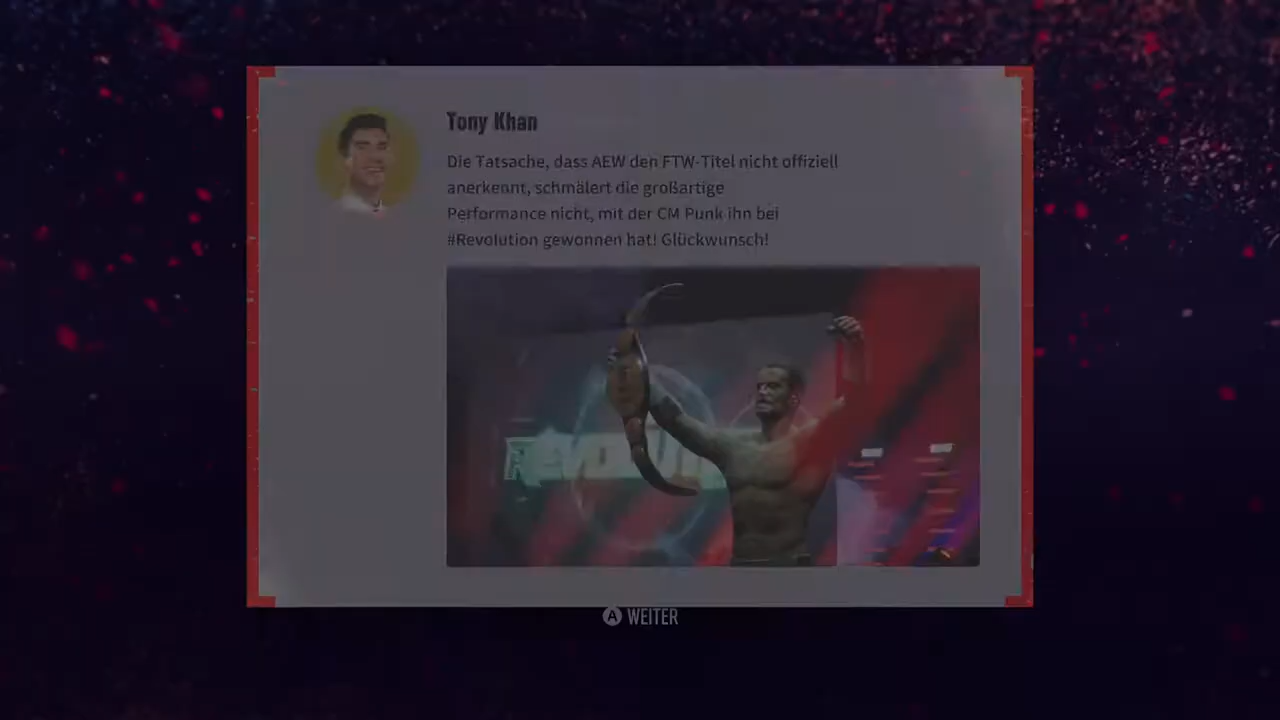 Tony Khan
Die Tatsache, dass AEW den FTW-Titel nicht offiziell
anerkennt, schmälert die großartige
Performance nicht, mit der CM Punk ihn bei
#Revolution gewonnen hat! Glückwunsch!
A WEITER